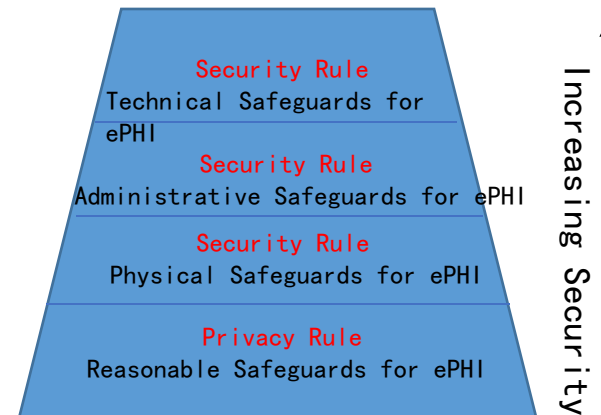 Security Rule
Technical Safeguards for
ePHI
Security Rule
Administrative Safeguards for ePHI
Security Rule
Physical Safeguards for ePHI
Privacy Rule
Reasonable Safeguards for ePHI
Increasing Security